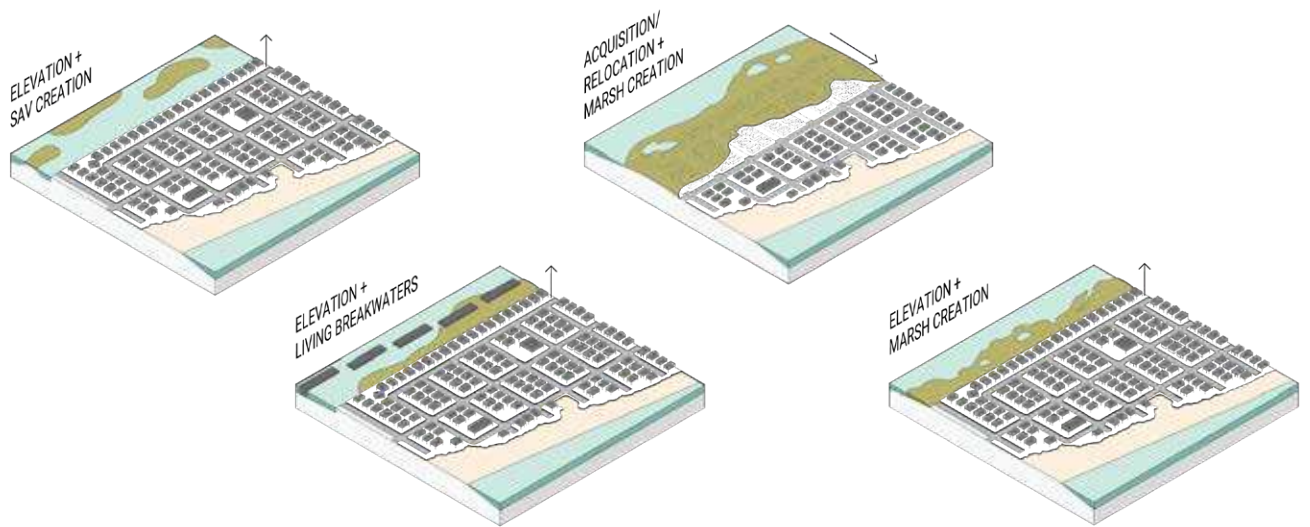 ELEVATION +
SAV CREATION
ACQUISITION/
RELOCATION +
MARSH CREATION
ELEVATION +
LIVING BREAKWATERS
ELEVATION +
MARSH CREATION